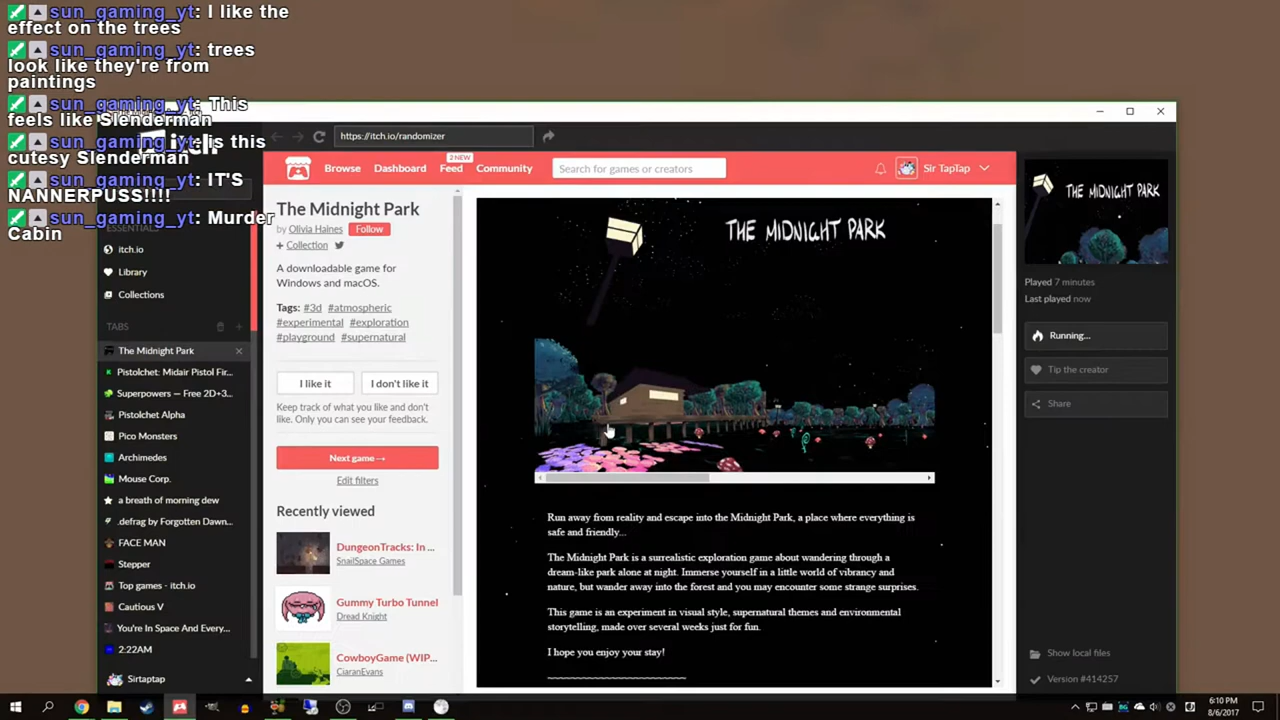 sun_gaming_yt: I like the
effect on the trees
sun_gaming_yt: trees
look like they're from
paintings
sun_gaming_yt: This
feels like Slenderman
sun_gaming_yt: is this
cutesy Slenderman
sun_gaming_yt: IT'S
NANNERPUSS!!!!
sun_gaming_yt: Murder
Cabin
https://itch.io/randomizer
Browse
Dashboard
2 NEW
Feed
Community
Search for games or creators
Sir TapTap
ESSENTIALS
itch.io
Library
Collections
TABS
The Midnight Park
Pistolchet: Midair Pistol Fir...
Superpowers — Free 2D+3...
Pistolchet Alpha
Pico Monsters
Archimedes
Mouse Corp.
a breath of morning dew
.defrag by Forgotten Dawn...
FACE MAN
Stepper
Top games - itch.io
Cautious V
You're In Space And Every...
2:22AM
Sirtaptap
The Midnight Park
by Olivia Haines
Follow
+ Collection
A downloadable game for
Windows and macOS.
Tags: #3d #atmospheric
#experimental #exploration
#playground #supernatural
I like it
I don't like it
Keep track of what you like and don't
like. Only you can see your feedback.
Next game→
Edit filters
Recently viewed
DungeonTracks: In ...
SnailSpace Games
Gummy Turbo Tunnel
Dread Knight
CowboyGame (WIP...
CiaranEvans
THE MIDNIGHT PARK
Run away from reality and escape into the Midnight Park, a place where everything is
safe and friendly...
The Midnight Park is a surrealistic exploration game about wandering through a
dream-like park alone at night. Immerse yourself in a little world of vibrancy and
nature, but wander away into the forest and you may encounter some strange surprises.
This game is an experiment in visual style, supernatural themes and environmental
storytelling, made over several weeks just for fun.
I hope you enjoy your stay!
~~~~~~~~~~~~~~~~~~~~~~~
THE MIDNIGHT PARK
Played 7 minutes
Last played now
Running...
Tip the creator
Share
Show local files
Version #414257
6:10 PM
8/6/2017